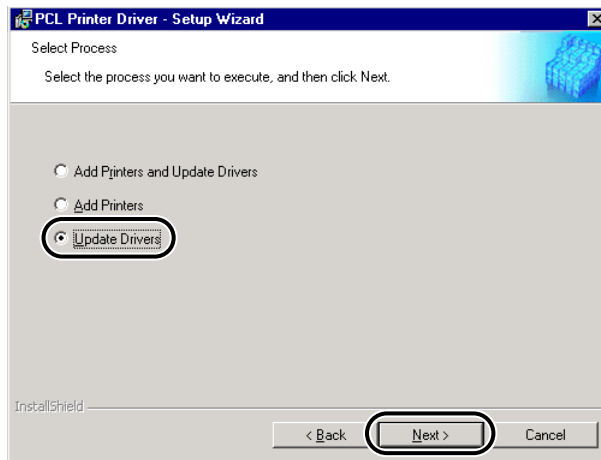 PCL Printer Driver - Setup Wizard
Select Process
Select the process you want to execute, and then click Next.
Add Printers and Update Drivers
Add Printers
Update Drivers
InstallShield
< Back
Next >
Cancel